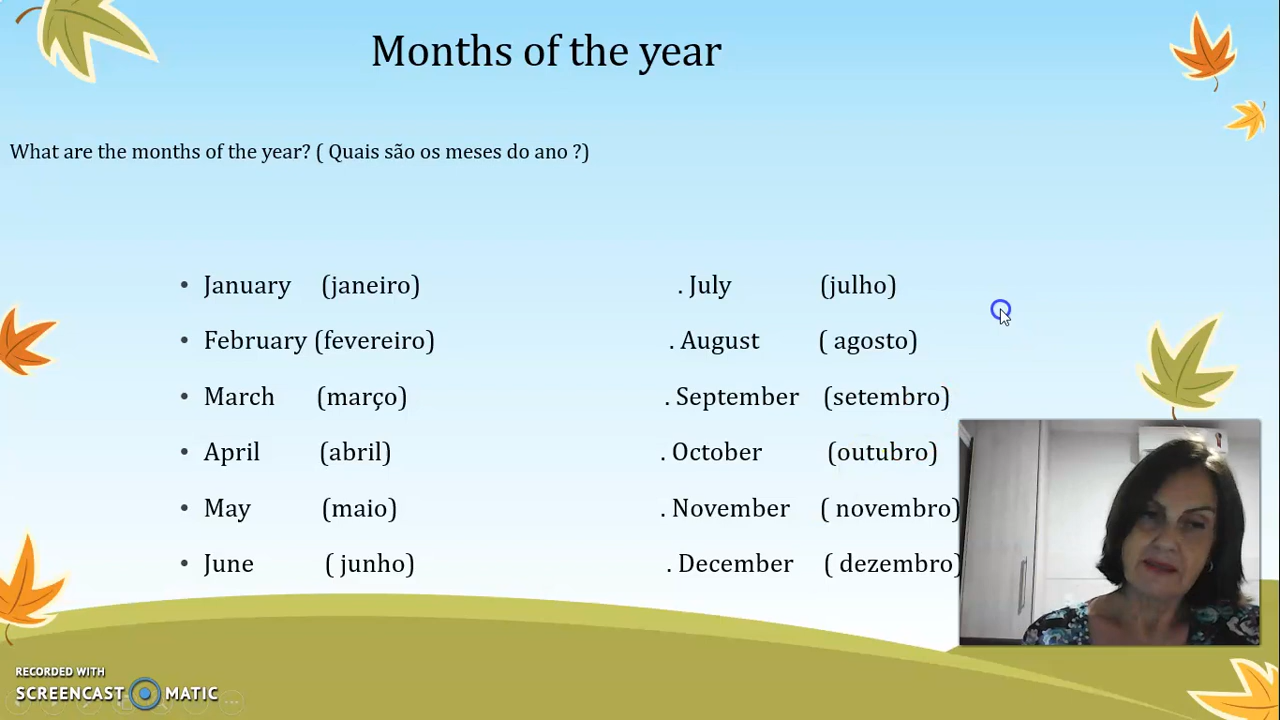 Months of the year
What are the months of the year? ( Quais são os meses do ano ?)
• January (janeiro)
• February (fevereiro)
• March (março)
• April (abril)
• May (maio)
• June ( junho)
. July (julho)
. August ( agosto)
. September (setembro)
. October (outubro)
. November ( novembro)
. December ( dezembro)
RECORDED WITH
SCREENCAST MATIC